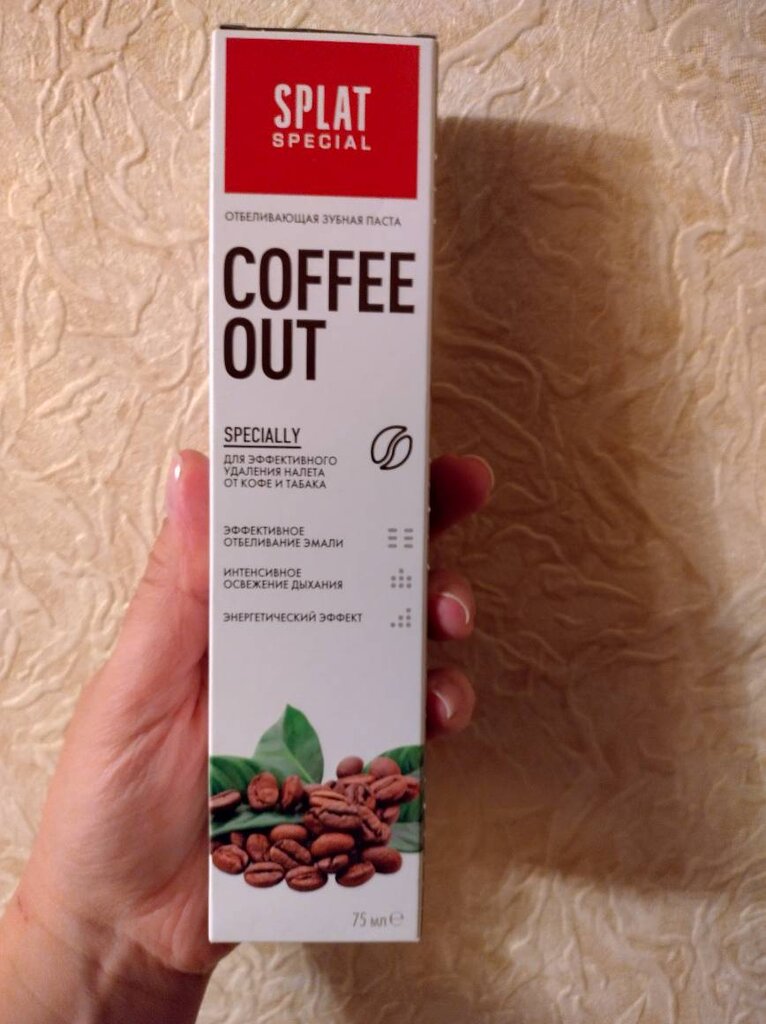 SPLAT
SPECIAL
ОТБЕЛИВАЮЩАЯ ЗУБНАЯ ПАСТА
COFFEE
OUT
SPECIALLY
ДЛЯ ЭФФЕКТИВНОГО
УДАЛЕНИЯ НАЛЕТА
ОТ КОФЕ И ТАБАКА
ЭФФЕКТИВНОЕ
ОТБЕЛИВАНИЕ ЭМАЛИ
ИНТЕНСИВНОЕ
ОСВЕЖЕНИЕ ДЫХАНИЯ
ЭНЕРГЕТИЧЕСКИЙ ЭФФЕКТ
75 мл ℮